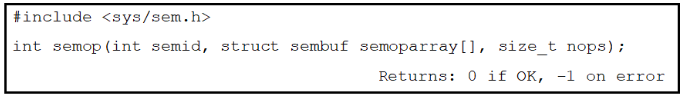 #include <sys/sem.h>
int semop(int semid, struct sembuf semoparray[], size_t nops);
Returns: 0 if OK, -1 on error